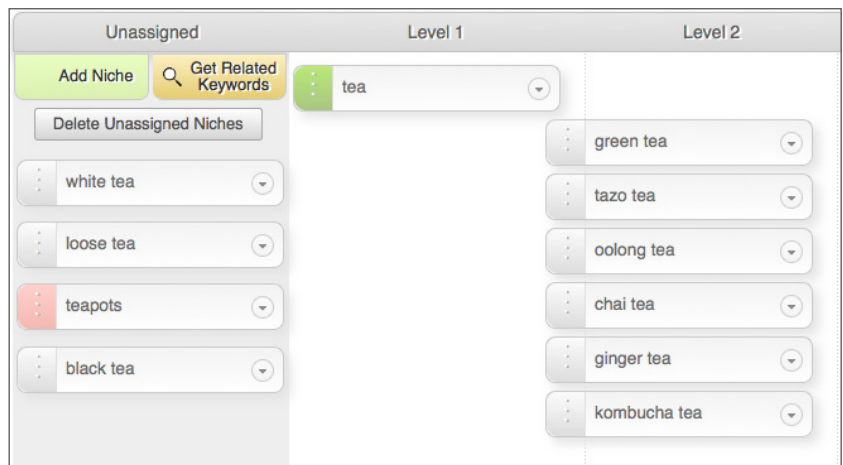 Unassigned
Level 1
Level 2
Add Niche
Get Related
Keywords
Delete Unassigned Niches
white tea
loose tea
teapots
black tea
tea
green tea
tazo tea
oolong tea
chai tea
ginger tea
kombucha tea